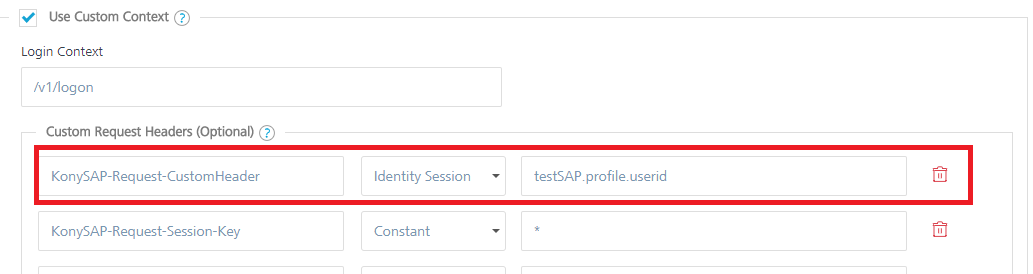 Use Custom Context ?
Login Context
/v1/logon
Custom Request Headers (Optional) ?
KonySAP-Request-CustomHeader Identity Session testSAP.profile.userid
KonySAP-Request-Session-Key Constant *